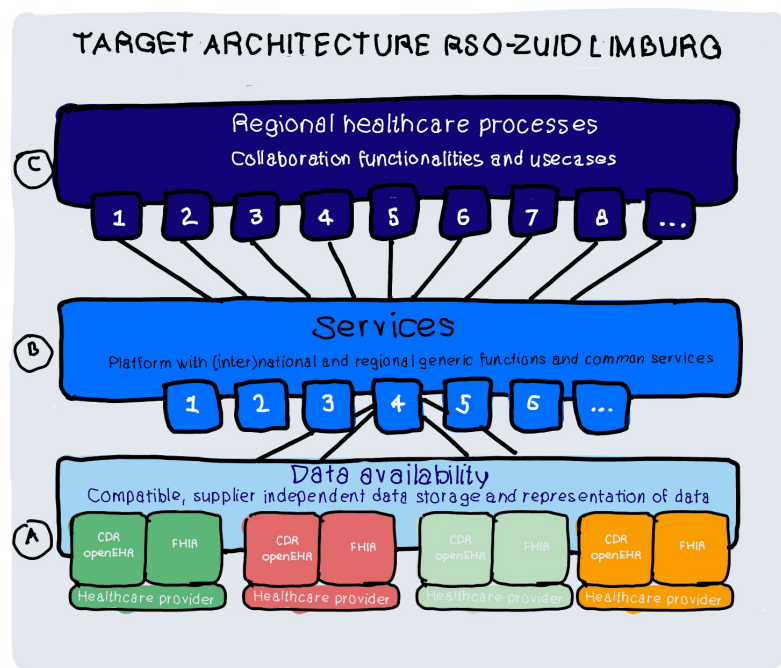 TARGET ARCHITECTURE RSO-ZUID LIMBURG
C
Regional healthcare processes
Collaboration functionalities and usecases
1 2 3 4 5 6 7 8 ...
B
Services
Platform with (inter)national and regional generic functions and common services
1 2 3 4 5 6 ...
A
Data availability
Compatible, supplier independent data storage and representation of data
CDR openEHR
FHIR
Healthcare provider
CDR openEHR
FHIR
Healthcare provider
CDR openEHR
FHIR
Healthcare provider
CDR openEHR
FHIR
Healthcare provider